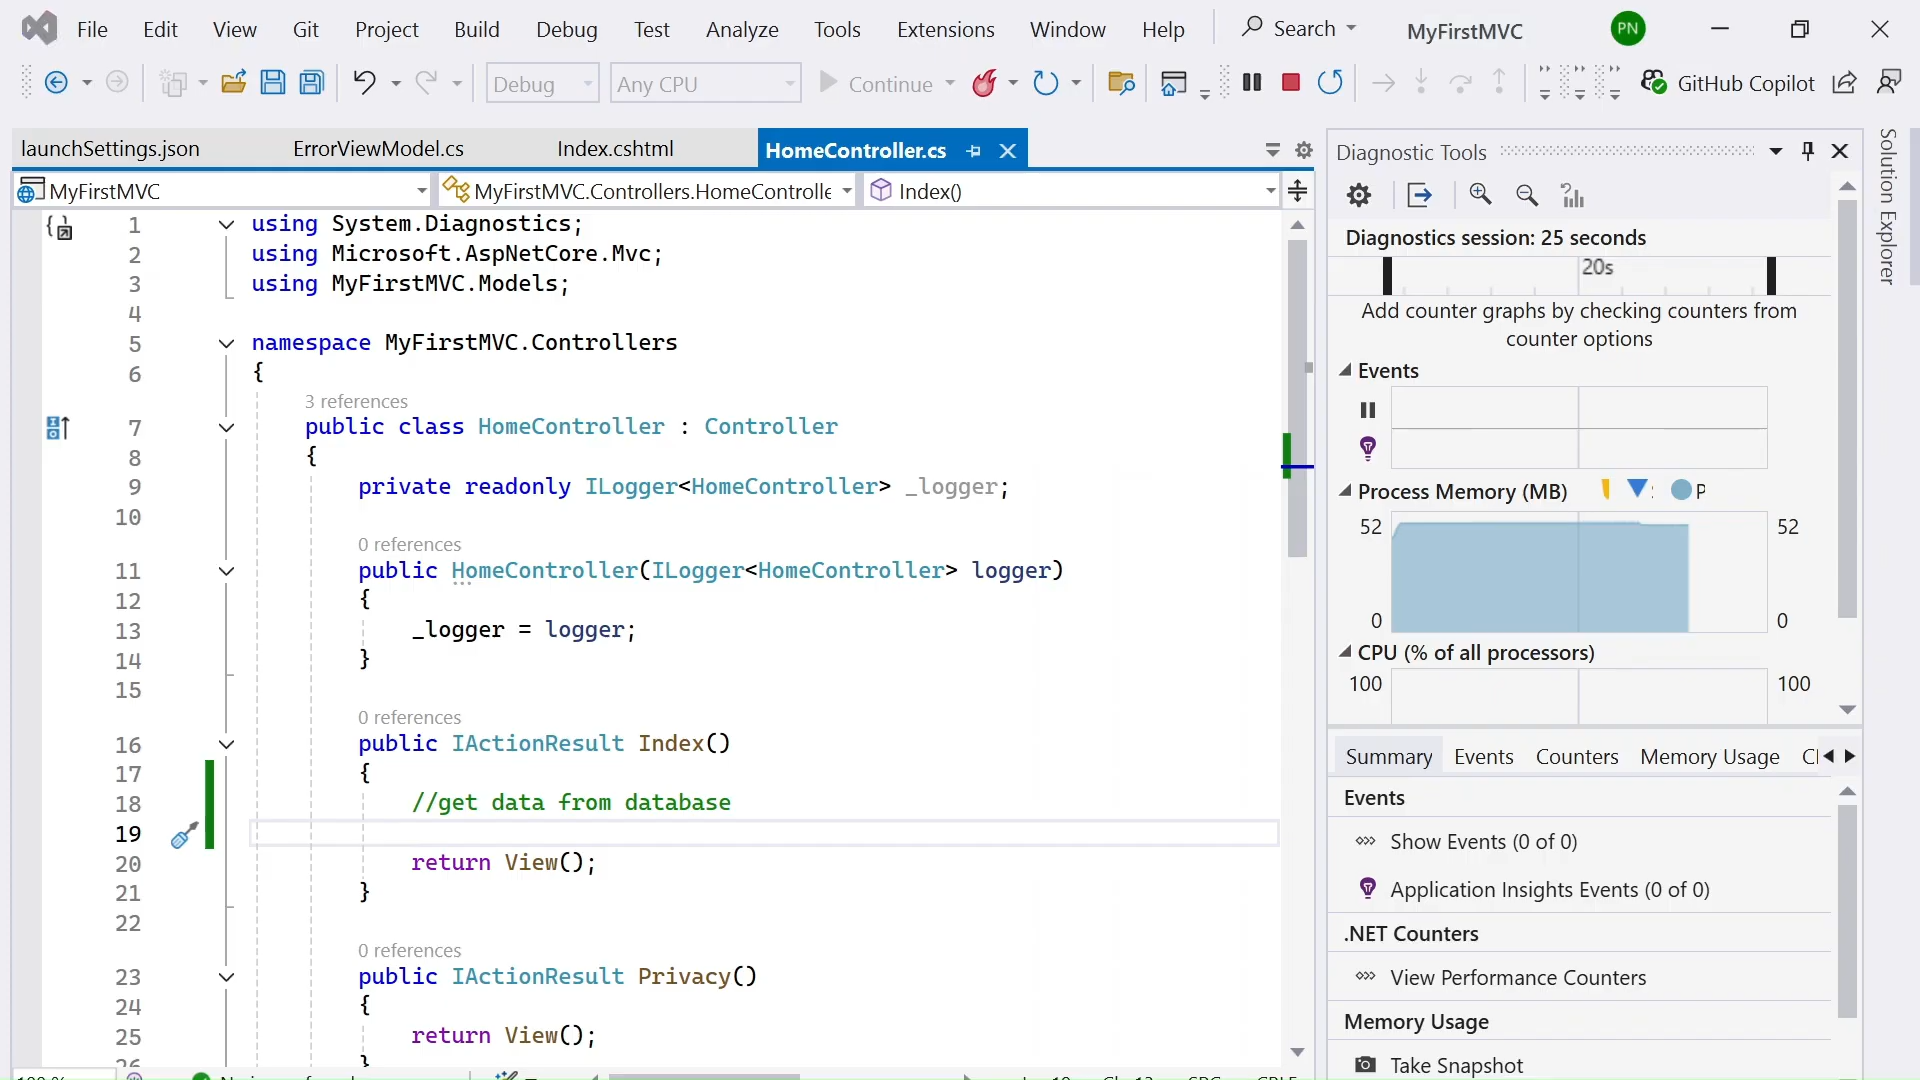 File Edit View Git Project Build Debug Test Analyze Tools Extensions Window Help Search MyFirstMVC PN
Debug Any CPU Continue GitHub Copilot
launchSettings.json ErrorViewModel.cs Index.cshtml HomeController.cs
MyFirstMVC MyFirstMVC.Controllers.HomeControlle Index()
1 using System.Diagnostics;
2 using Microsoft.AspNetCore.Mvc;
3 using MyFirstMVC.Models;
4
5 namespace MyFirstMVC.Controllers
6 {
3 references
7 public class HomeController : Controller
8 {
9 private readonly ILogger<HomeController> _logger;
10
0 references
11 public HomeController(ILogger<HomeController> logger)
12 {
13 _logger = logger;
14 }
15
0 references
16 public IActionResult Index()
17 {
18 //get data from database
19
20 return View();
21 }
22
0 references
23 public IActionResult Privacy()
24 {
25 return View();
26 }
Diagnostic Tools
Diagnostics session: 25 seconds
20s
Add counter graphs by checking counters from
counter options
Events
Process Memory (MB) P
52 52
0 0
CPU (% of all processors)
100 100
Summary Events Counters Memory Usage
Events
Show Events (0 of 0)
Application Insights Events (0 of 0)
.NET Counters
View Performance Counters
Memory Usage
Take Snapshot
Solution Explorer